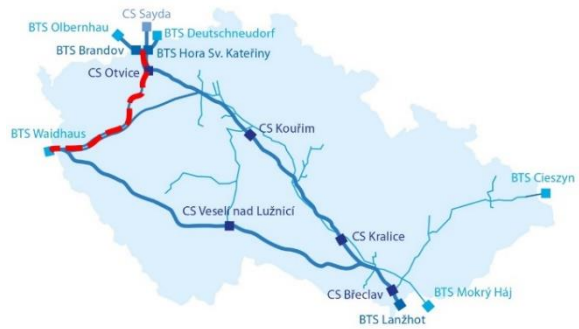 CS Sayda
BTS Olbernhau
BTS Deutschneudorf
BTS Brandov
BTS Hora Sv. Kateřiny
CS Otvice
CS Kouřim
BTS Waidhaus
BTS Cieszyn
CS Veselí nad Lužnicí
CS Kralice
CS Břeclav
BTS Mokrý Háj
BTS Lanžhot